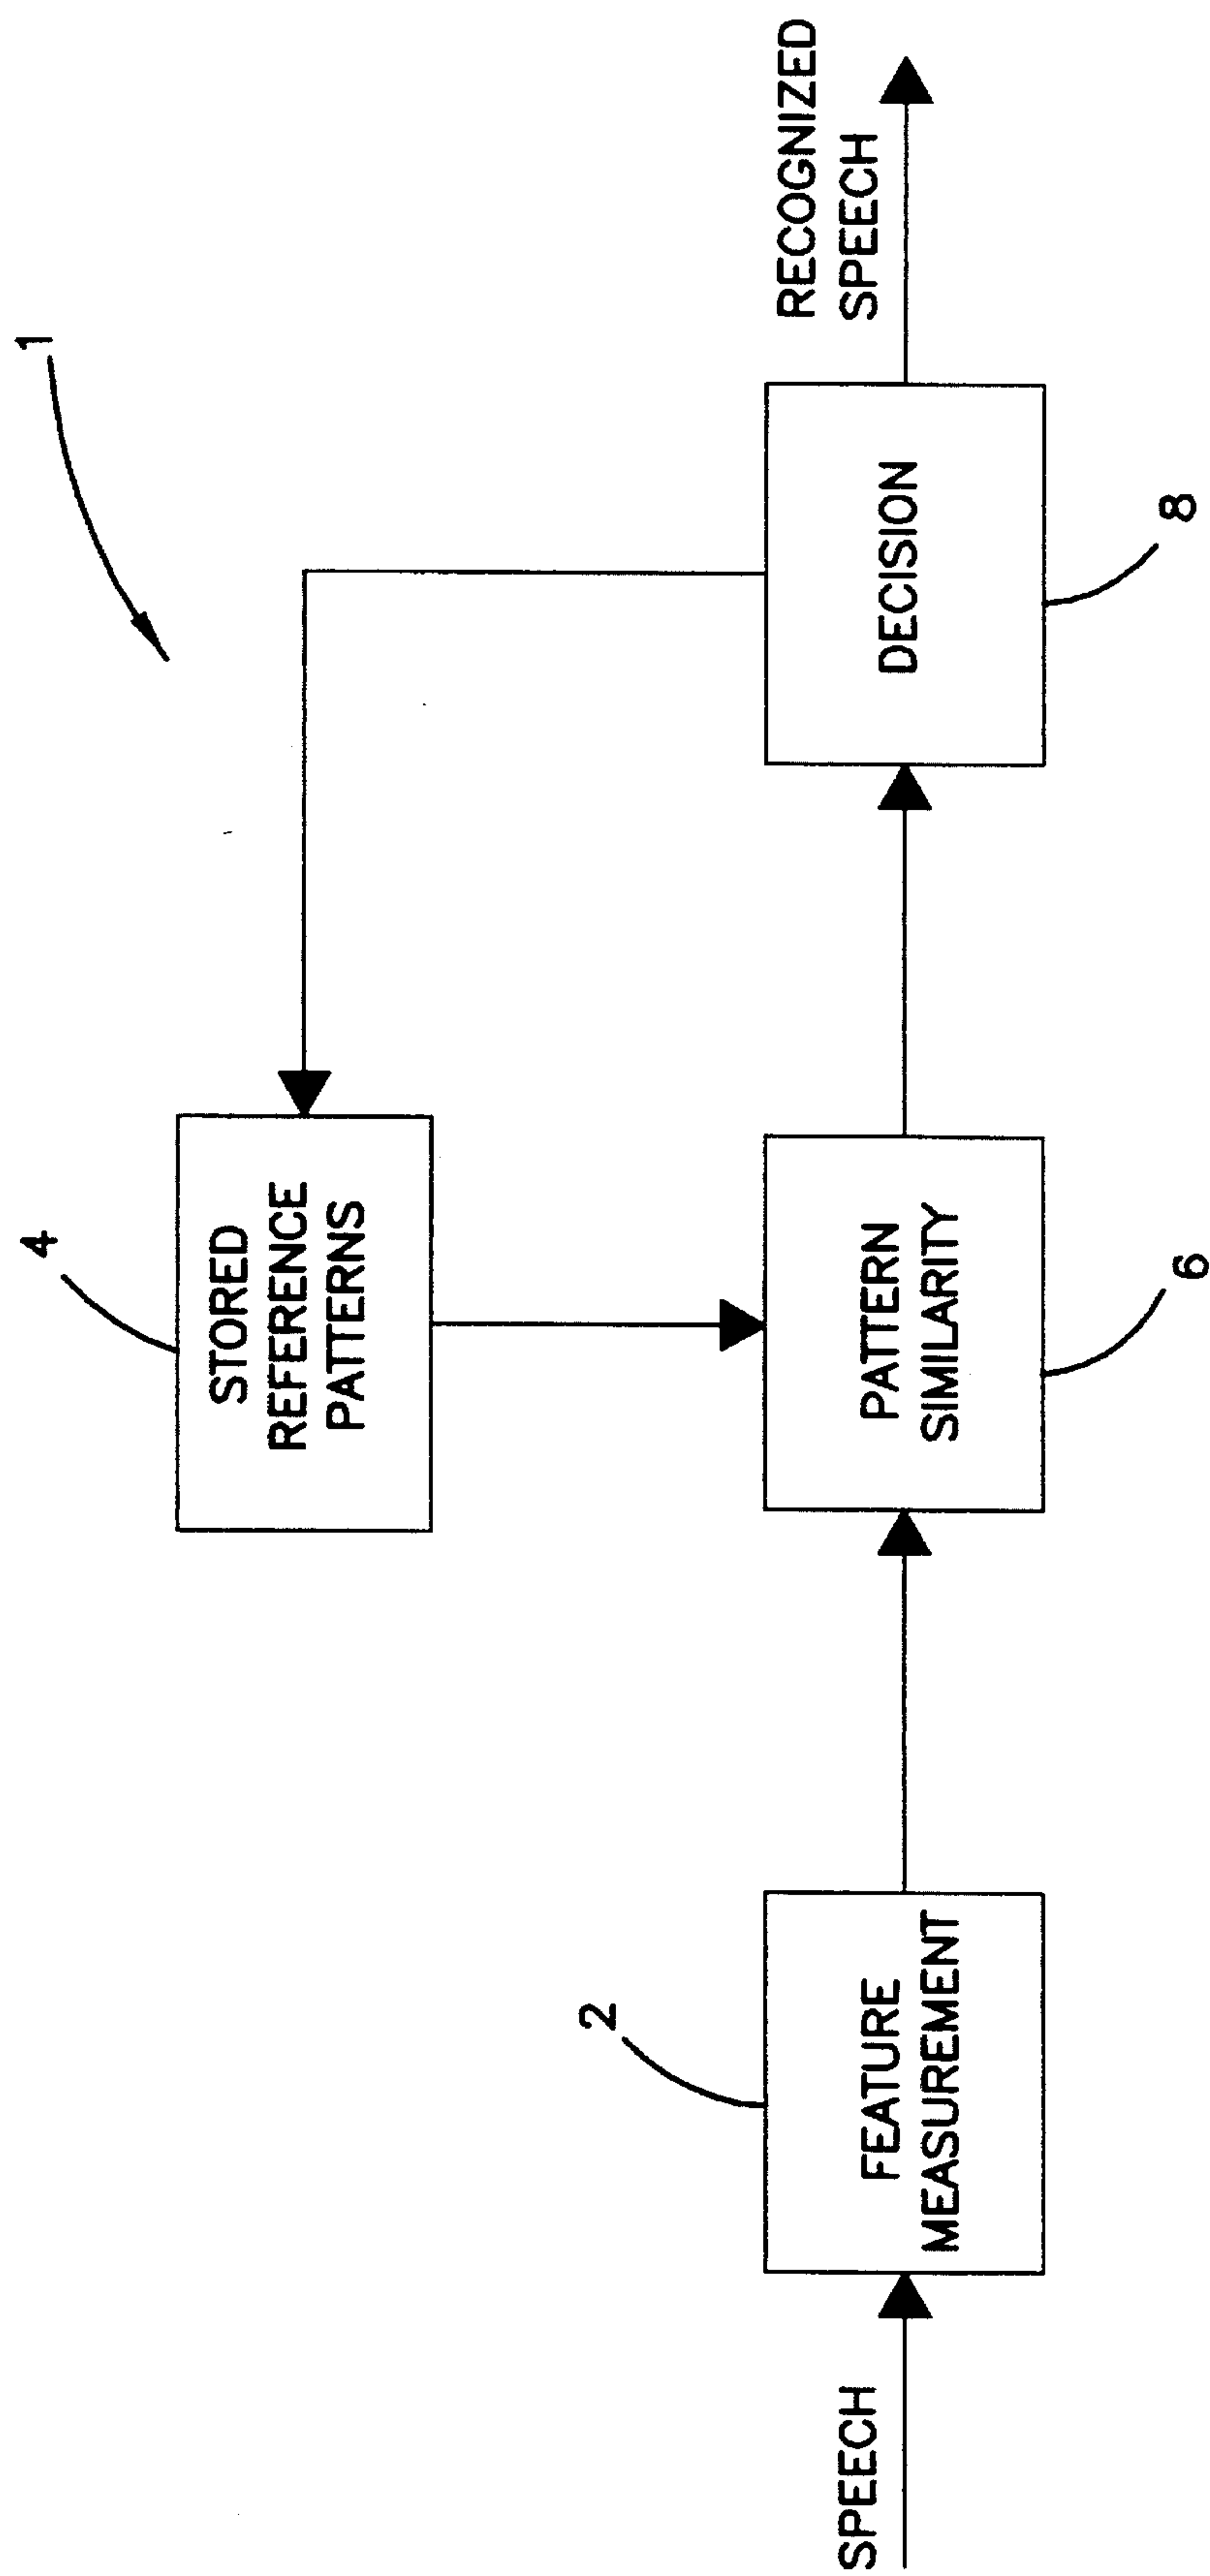 1
4
STORED
REFERENCE
PATTERNS
2
SPEECH
FEATURE
MEASUREMENT
PATTERN
SIMILARITY
6
DECISION
8
RECOGNIZED
SPEECH